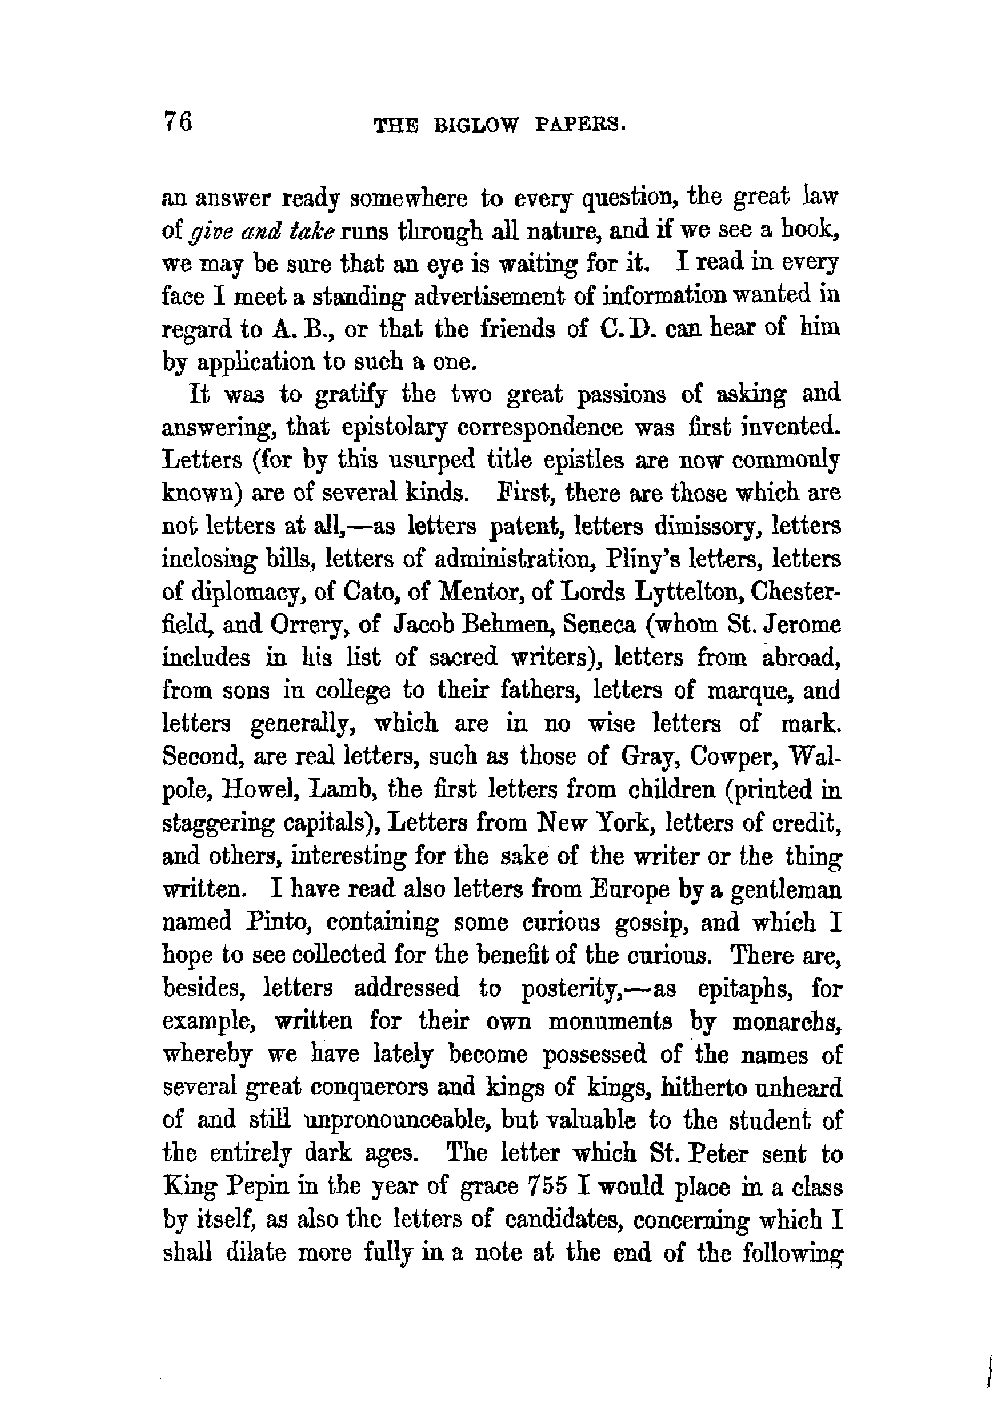 76 THE BIGLOW PAPERS.
an answer ready somewhere to every question, the great law
of give and take runs through all nature, and if we see a hook,
we may be sure that an eye is waiting for it. I read in every
face I meet a standing advertisement of information wanted in
regard to A. B., or that the friends of C. D. can hear of him
by application to such a one.
It was to gratify the two great passions of asking and
answering, that epistolary correspondence was first invented.
Letters (for by this usurped title epistles are now commonly
known) are of several kinds. First, there are those which are
not letters at all,—as letters patent, letters dimissory, letters
inclosing bills, letters of administration, Pliny's letters, letters
of diplomacy, of Cato, of Mentor, of Lords Lyttelton, Chester-
field, and Orrery, of Jacob Behmen, Seneca (whom St. Jerome
includes in his list of sacred writers), letters from abroad,
from sons in college to their fathers, letters of marque, and
letters generally, which are in no wise letters of mark.
Second, are real letters, such as those of Gray, Cowper, Wal-
pole, Howel, Lamb, the first letters from children (printed in
staggering capitals), Letters from New York, letters of credit,
and others, interesting for the sake of the writer or the thing
written. I have read also letters from Europe by a gentleman
named Pinto, containing some curious gossip, and which I
hope to see collected for the benefit of the curious. There are,
besides, letters addressed to posterity,—as epitaphs, for
example, written for their own monuments by monarchs,
whereby we have lately become possessed of the names of
several great conquerors and kings of kings, hitherto unheard
of and still unpronounceable, but valuable to the student of
the entirely dark ages. The letter which St. Peter sent to
King Pepin in the year of grace 755 I would place in a class
by itself, as also the letters of candidates, concerning which I
shall dilate more fully in a note at the end of the following